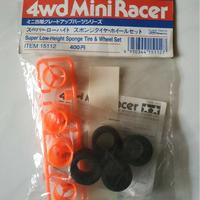 4wd Mini Racer
ミニ四駆グレードアップパーツシリーズ
スーパーローハイト スポンジタイヤ・ホイールセット
Super Low-Height Sponge Tire & Wheel Set
ITEM 15112 400円